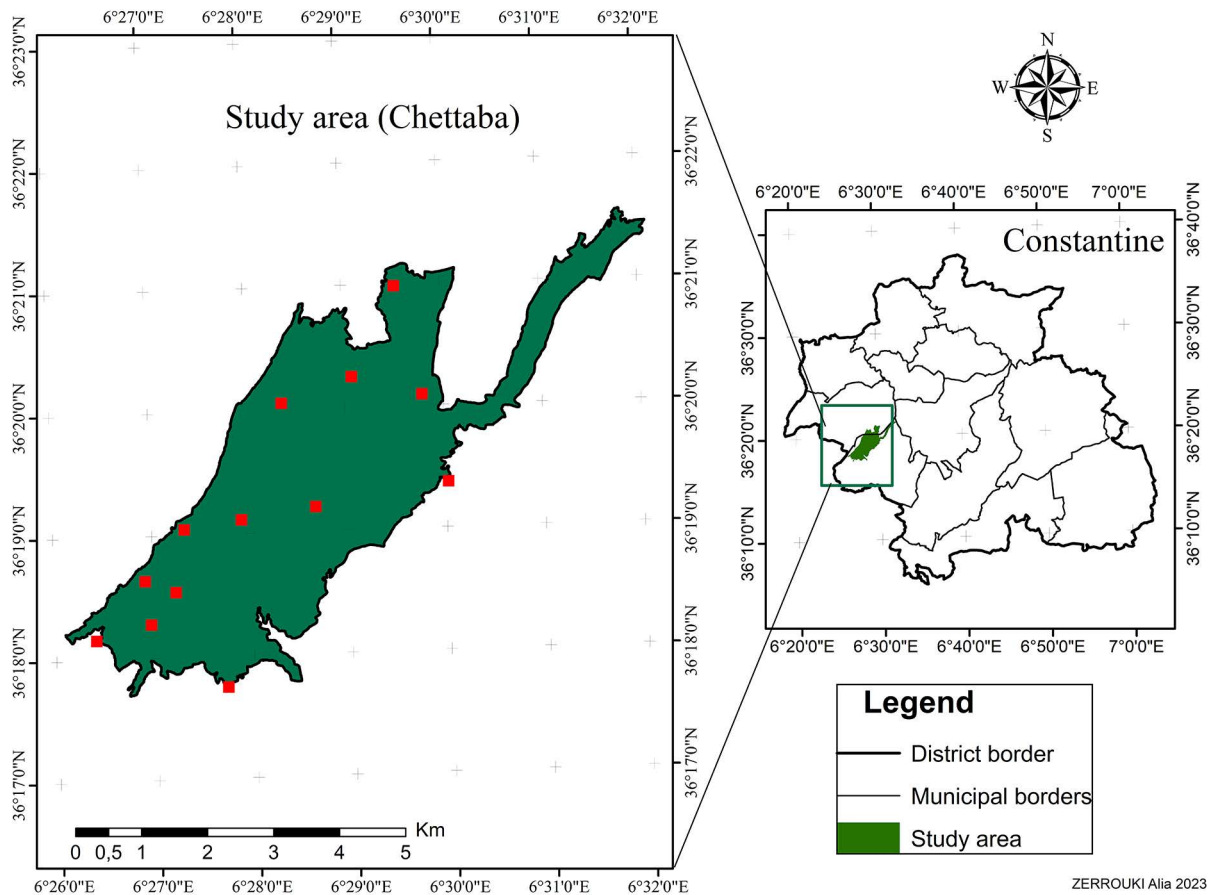 6°27'0"E 6°28'0"E 6°29'0"E 6°30'0"E 6°31'0"E 6°32'0"E
36°23'0"N
36°22'0"N
36°21'0"N
36°20'0"N
36°19'0"N
36°18'0"N
36°17'0"N
Study area (Chettaba)
36°22'0"N
36°21'0"N
36°20'0"N
36°19'0"N
36°18'0"N
36°17'0"N
Km
0 0,5 1 2 3 4 5
6°26'0"E 6°27'0"E 6°28'0"E 6°29'0"E 6°30'0"E 6°31'0"E 6°32'0"E
N
W E
S
6°20'0"E 6°30'0"E 6°40'0"E 6°50'0"E 7°0'0"E
Constantine
36°30'0"N
36°20'0"N
36°10'0"N
36°40'0"N
36°30'0"N
36°20'0"N
36°10'0"N
6°20'0"E 6°30'0"E 6°40'0"E 6°50'0"E 7°0'0"E
Legend
District border
Municipal borders
Study area
ZERROUKI Alia 2023